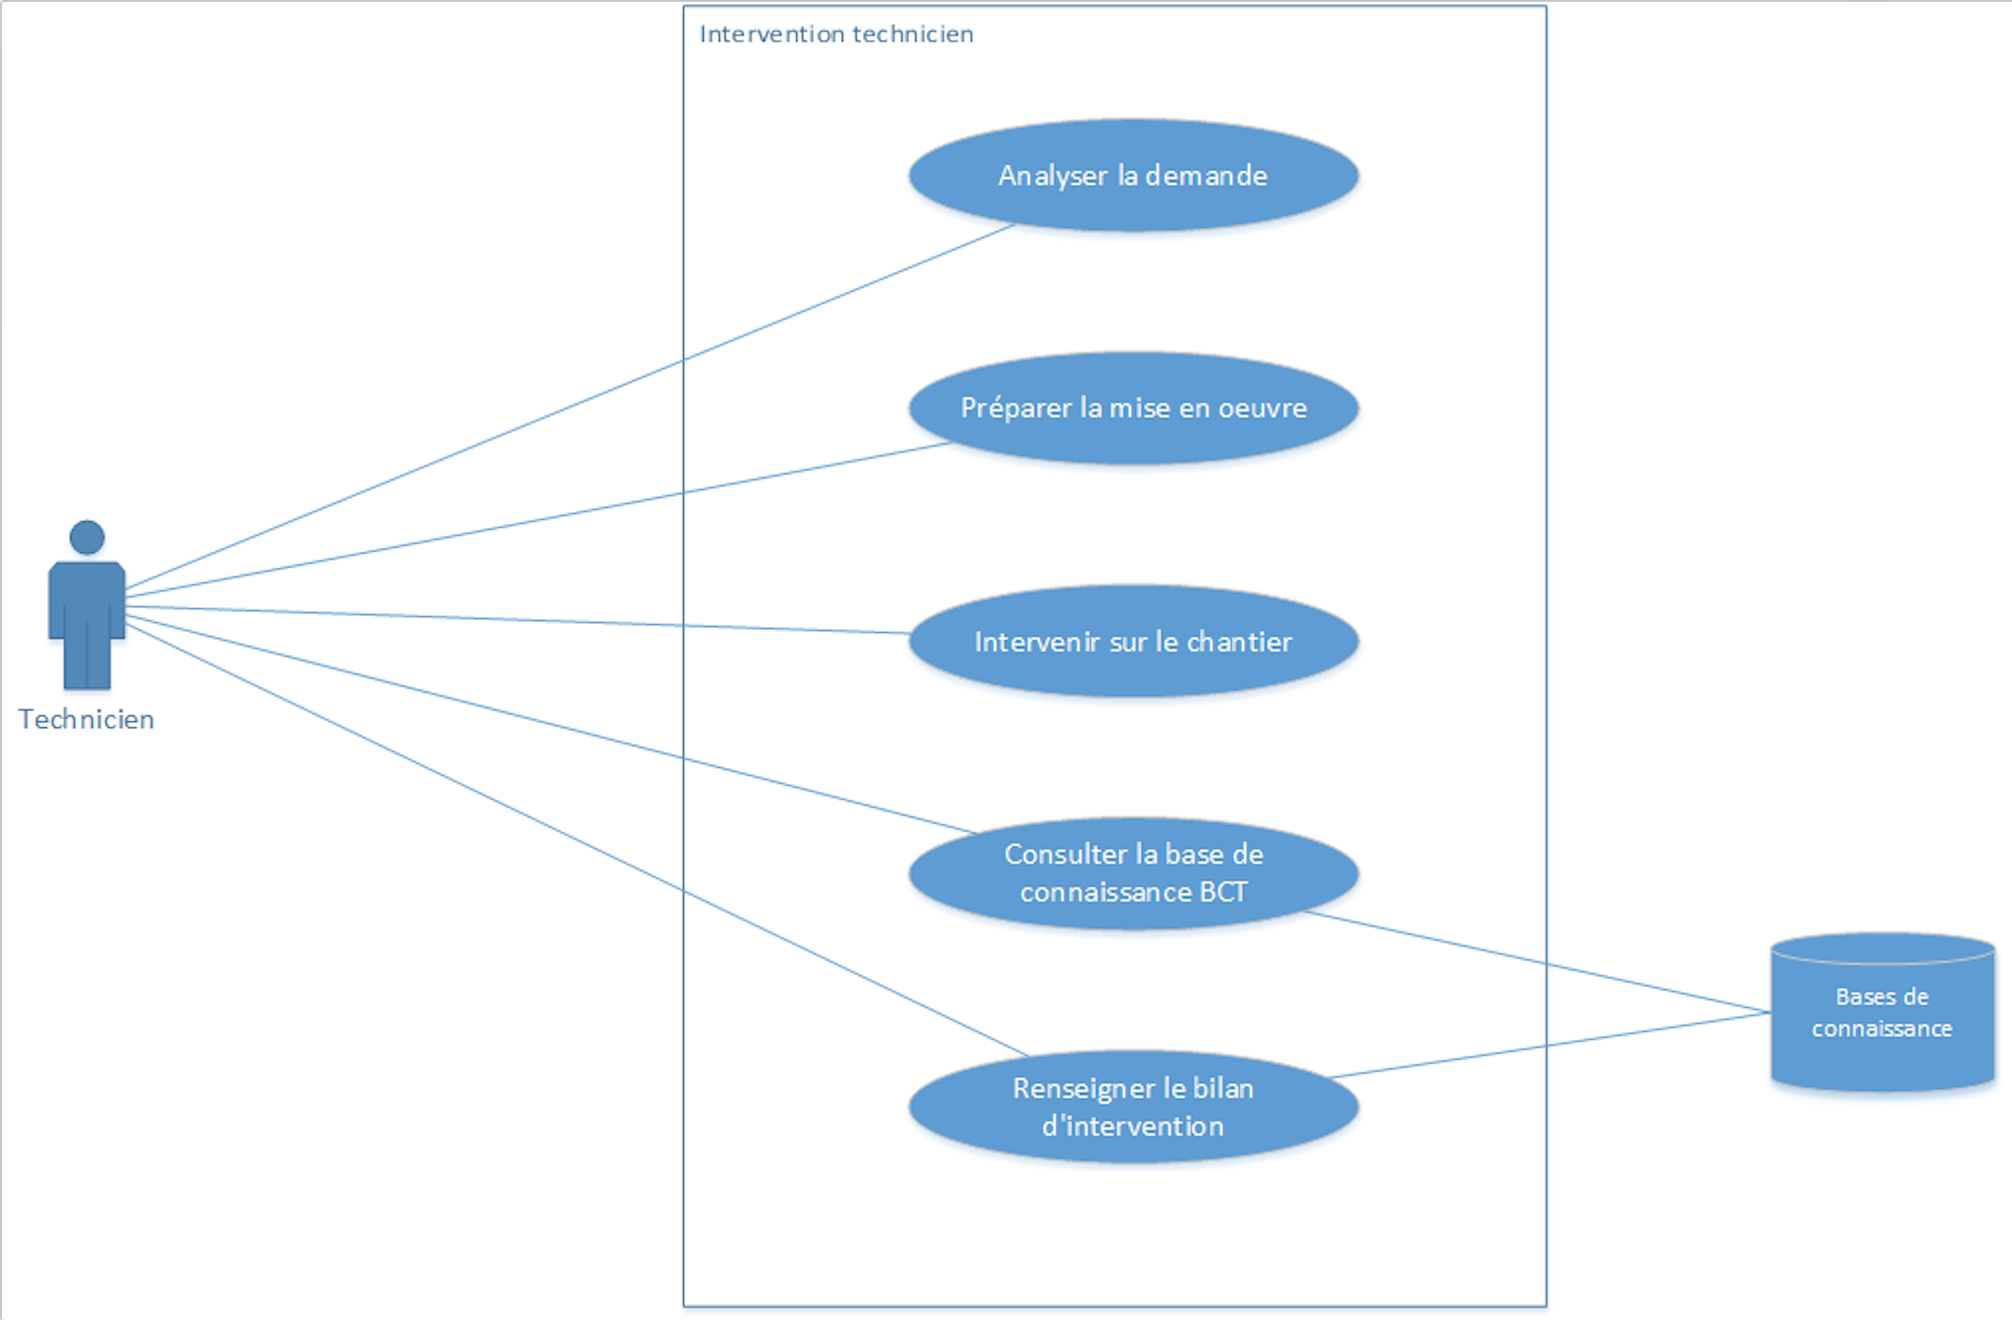 Intervention technicien
Analyser la demande
Préparer la mise en oeuvre
Intervenir sur le chantier
Technicien
Consulter la base de
connaissance BCT
Bases de
connaissance
Renseigner le bilan
d'intervention